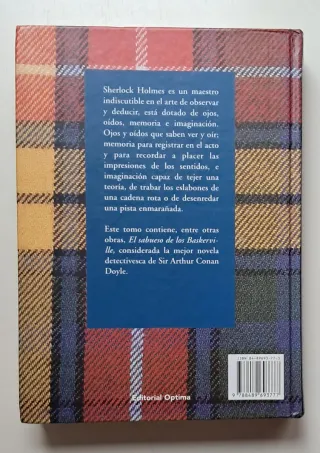 Sherlock Holmes es un maestro
indiscutible en el arte de observar
y deducir, está dotado de ojos,
oídos, memoria e imaginación.
Ojos y oídos que saben ver y oir;
memoria para registrar en el acto
y para recordar a placer las
impresiones de los sentidos, e
imaginación capaz de tejer una
teoría, de trabar los eslabones de
una cadena rota o de desenredar
una pista enmarañada.
Este tomo contiene, entre otras
obras, El sabueso de los Baskervi-
lle, considerada la mejor novela
detectivesca de Sir Arthur Conan
Doyle.
Editorial Optima
9 788489 693777